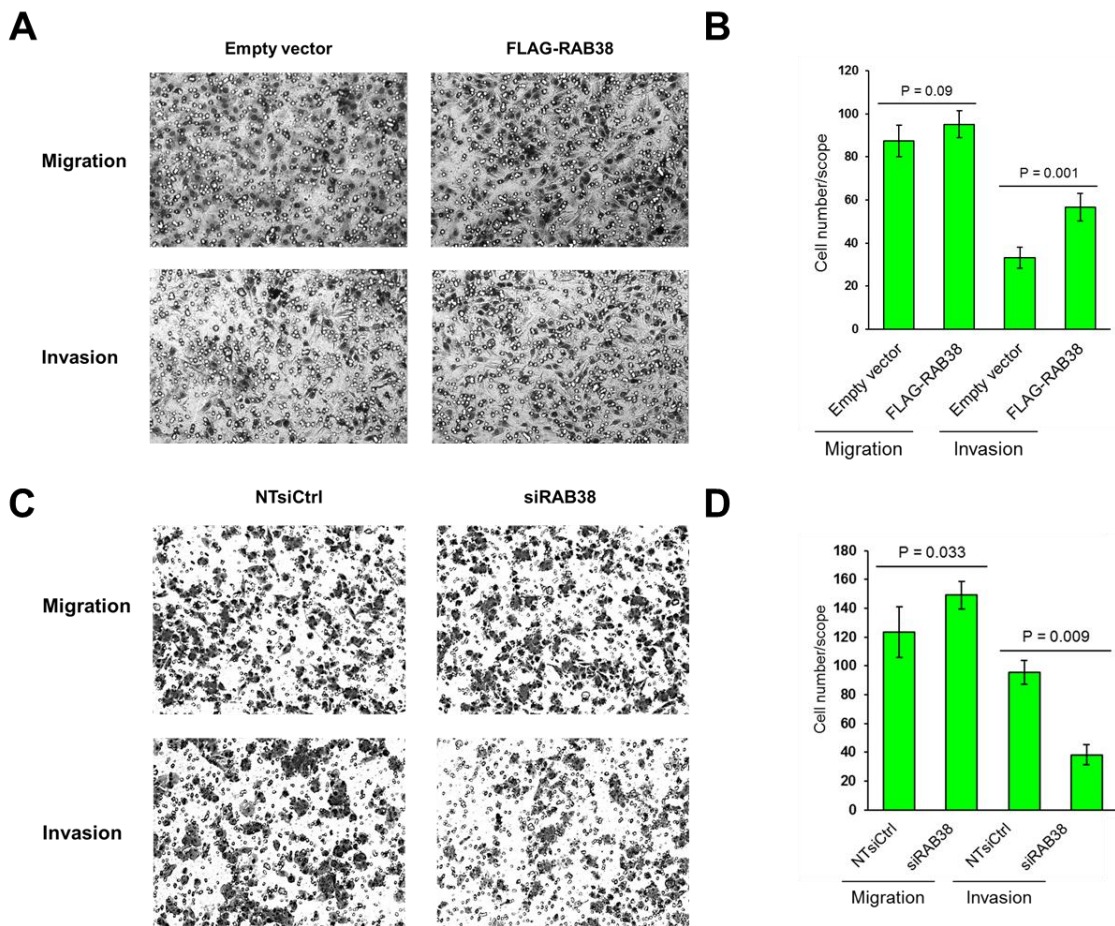 A
Empty vector
FLAG-RAB38
Migration
Invasion
B
120
100
80
60
40
20
0
Cell number/scope
P = 0.09
P = 0.001
Empty vector
FLAG-RAB38
Empty vector
FLAG-RAB38
Migration
Invasion
C
NTsiCtrl
siRAB38
Migration
Invasion
D
180
160
140
120
100
80
60
40
20
0
Cell number/scope
P = 0.033
P = 0.009
NTsiCtrl
siRAB38
NTsiCtrl
siRAB38
Migration
Invasion